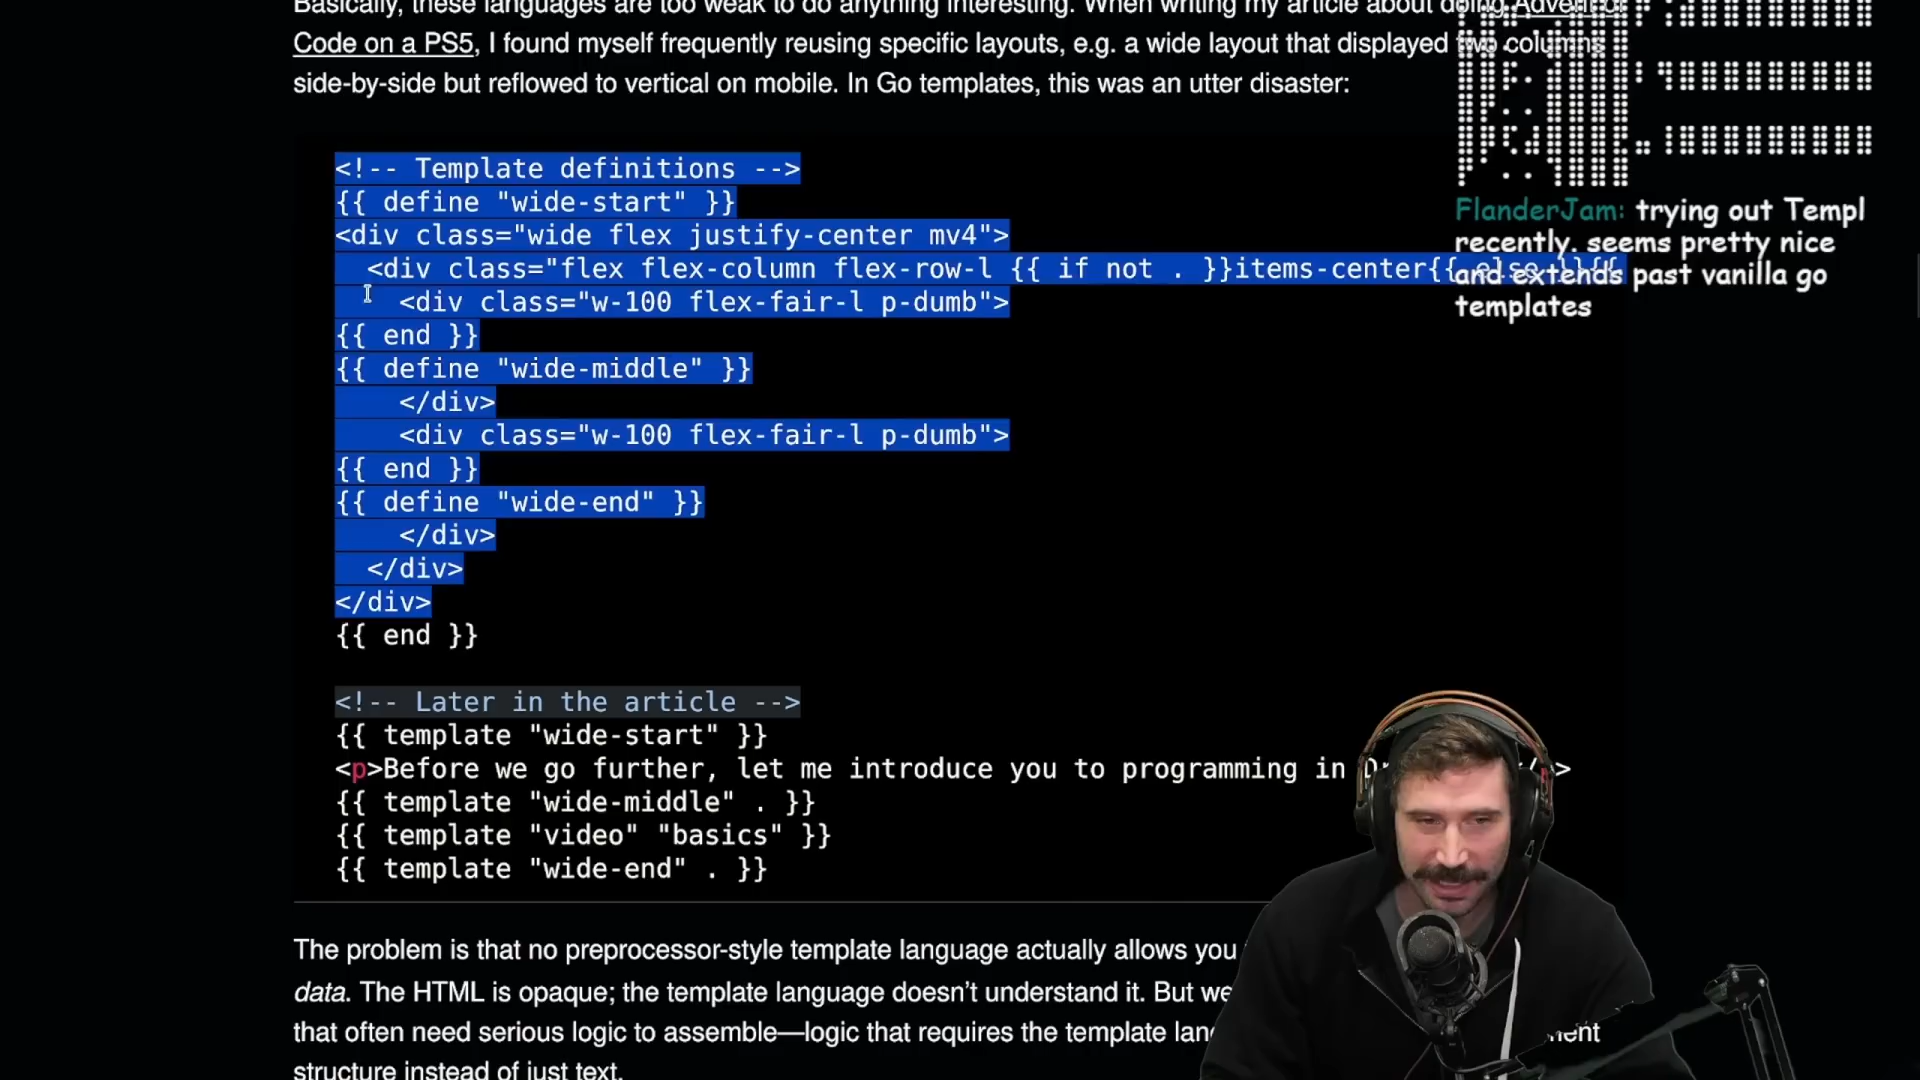 Basically, these languages are too weak to do anything interesting. When writing my article about doing Advent of
Code on a PS5, I found myself frequently reusing specific layouts, e.g. a wide layout that displayed two columns
side-by-side but reflowed to vertical on mobile. In Go templates, this was an utter disaster:
<!-- Template definitions -->
{{ define "wide-start" }}
<div class="wide flex justify-center mv4">
  <div class="flex flex-column flex-row-l {{ if not . }}items-center{{ else }}{{
    <div class="w-100 flex-fair-l p-dumb">
{{ end }}
{{ define "wide-middle" }}
    </div>
    <div class="w-100 flex-fair-l p-dumb">
{{ end }}
{{ define "wide-end" }}
    </div>
  </div>
</div>
{{ end }}
<!-- Later in the article -->
{{ template "wide-start" }}
<p>Before we go further, let me introduce you to programming in
{{ template "wide-middle" . }}
{{ template "video" "basics" }}
{{ template "wide-end" . }}
The problem is that no preprocessor-style template language actually allows you
data. The HTML is opaque; the template language doesn't understand it. But we
that often need serious logic to assemble—logic that requires the template
structure instead of just text.
FlanderJam: trying out Templ
recently. seems pretty nice
and extends past vanilla go
templates